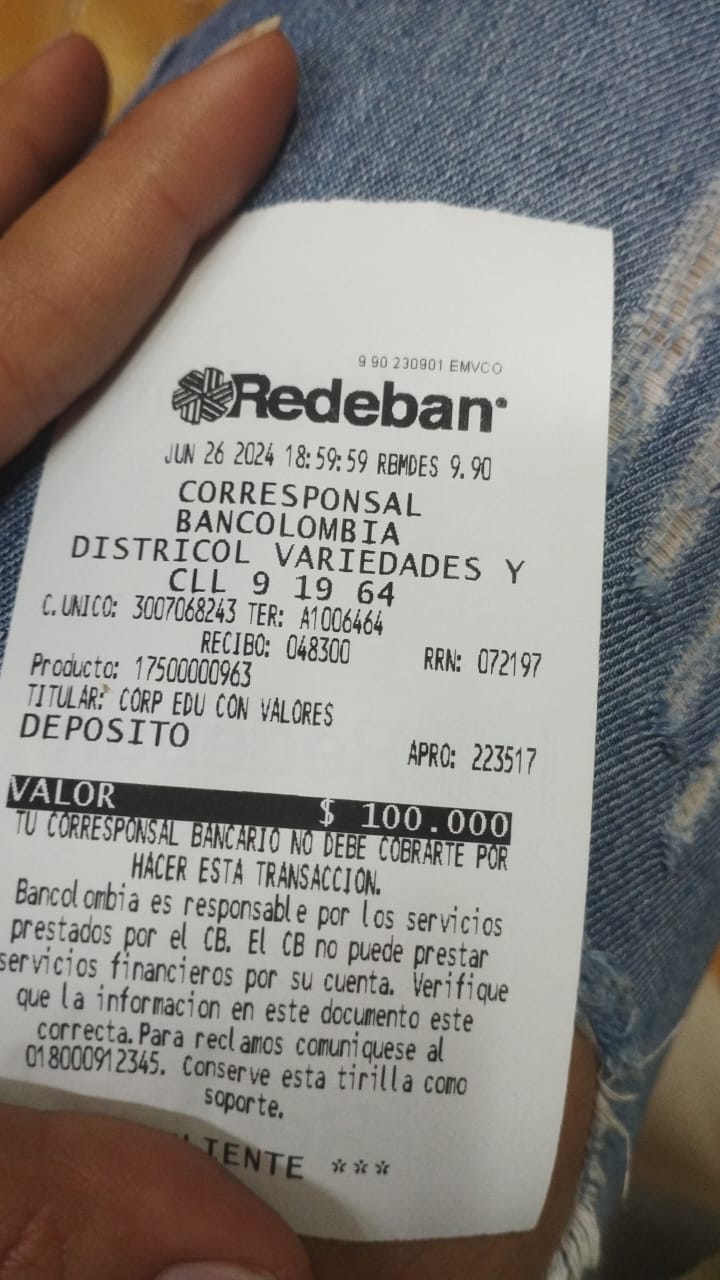 9 90 230901 EMVCO
Redeban
JUN 26 2024 18:59:59 RBMDES 9.90
CORRESPONSAL
BANCOLOMBIA
DISTRICOL VARIEDADES Y
CLL 9 19 64
C.UNICO: 3007068243 TER: A1006464
RECIBO: 048300 RRN: 072197
Producto: 17500000963
TITULAR: CORP EDU CON VALORES
DEPOSITO APRO: 223517
VALOR $ 100.000
TU CORRESPONSAL BANCARIO NO DEBE COBRARTE POR
HACER ESTA TRANSACCION.
Bancolombia es responsable por los servicios
prestados por el CB. El CB no puede prestar
servicios financieros por su cuenta. Verifique
que la informacion en este documento este
correcta.Para reclamos comuniquese al
018000912345. Conserve esta tirilla como
soporte.
***